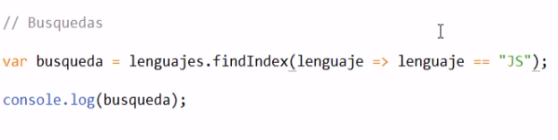 // Busquedas
var busqueda = lenguajes.findIndex(lenguaje => lenguaje == "JS");
console.log(busqueda);